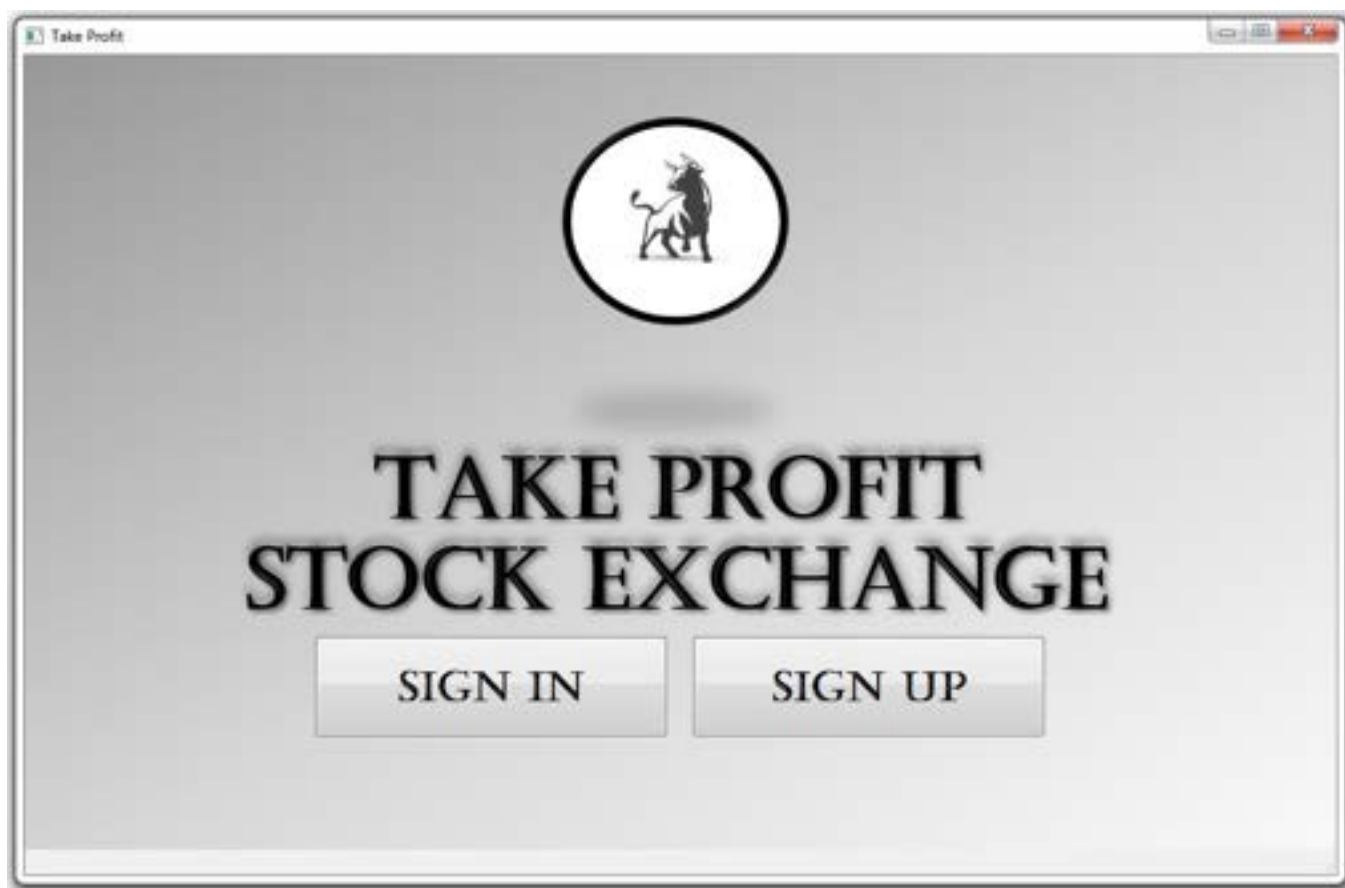 Take Profit
TAKE PROFIT
STOCK EXCHANGE
SIGN IN
SIGN UP